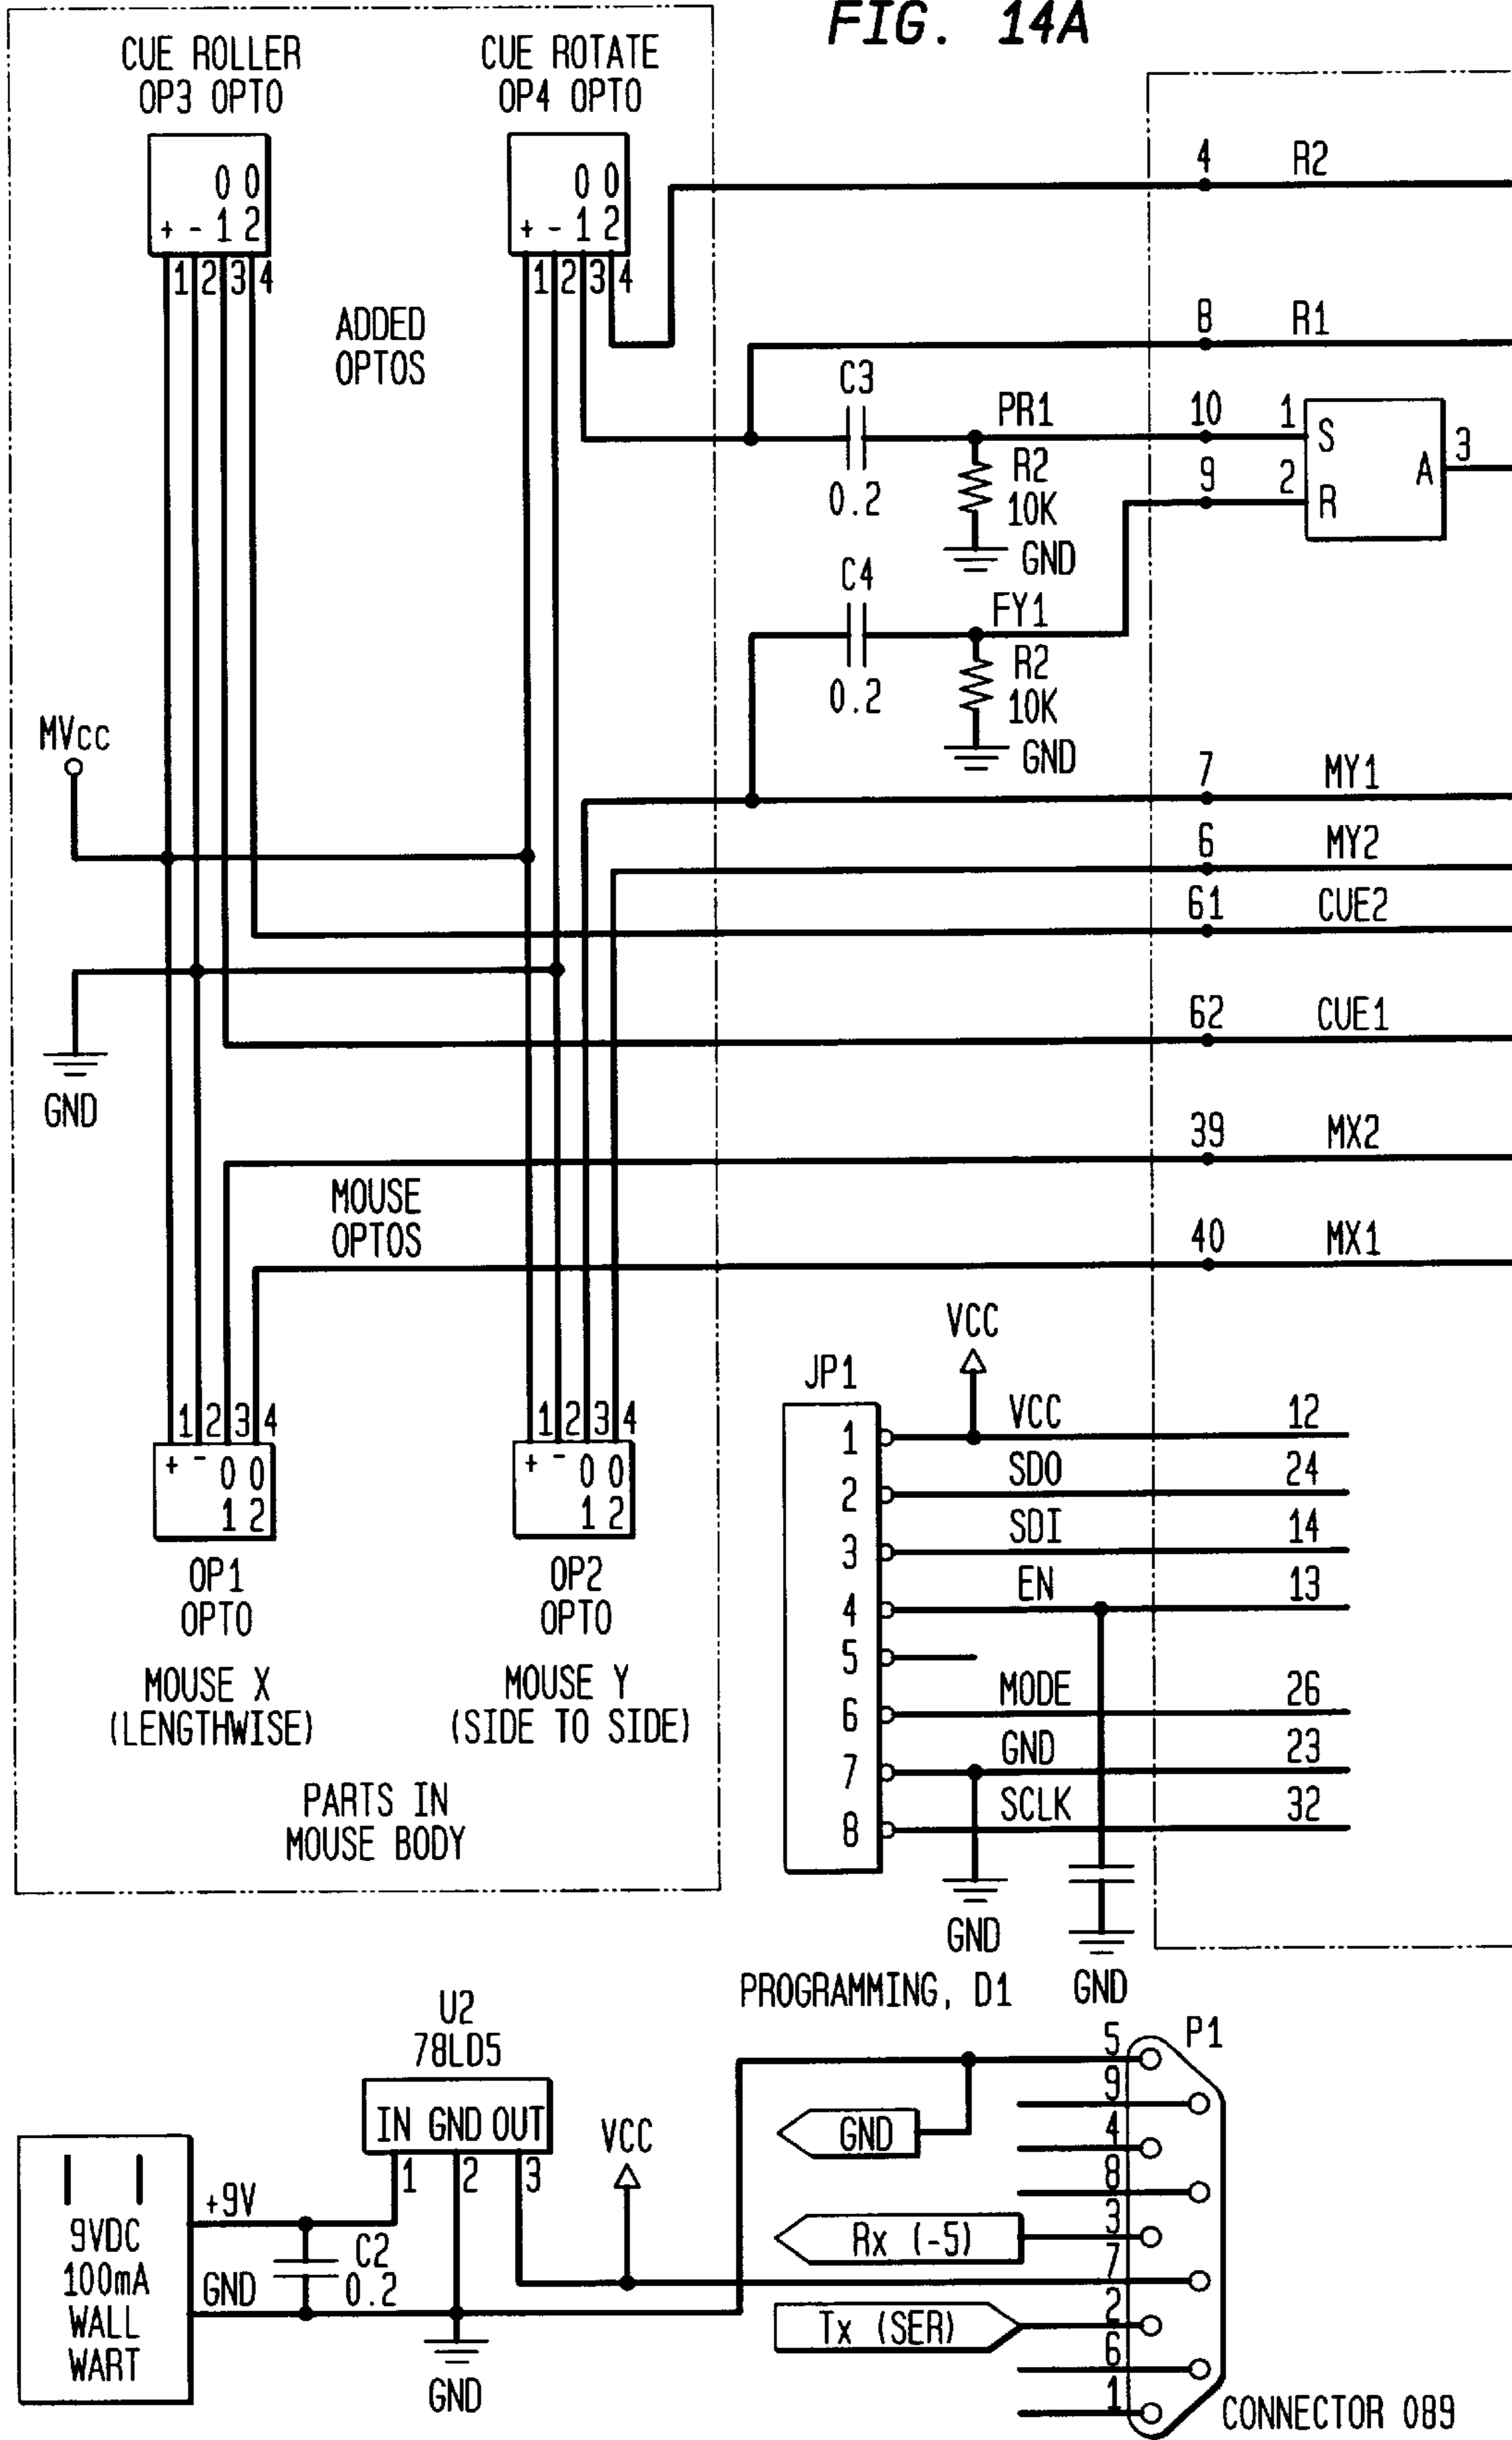 FIG. 14A
CUE ROLLER
OP3 OPTO
0 0
+ - 1 2
1 2 3 4
CUE ROTATE
OP4 OPTO
0 0
+ - 1 2
1 2 3 4
ADDED
OPTOS
4 R2
8 R1
C3
0.2
PR1
R2
10K
GND
10 1 S
9 2 R
A 3
C4
0.2
FY1
R2
10K
GND
MVcc
7 MY1
6 MY2
61 CUE2
62 CUE1
GND
39 MX2
MOUSE
OPTOS
40 MX1
1 2 3 4
+ - 0 0
1 2
OP1
OPTO
MOUSE X
(LENGTHWISE)
1 2 3 4
+ - 0 0
1 2
OP2
OPTO
MOUSE Y
(SIDE TO SIDE)
PARTS IN
MOUSE BODY
VCC
JP1
1 VCC 12
2 SDO 24
3 SDI 14
4 EN 13
5
6 MODE 26
7 GND 23
8 SCLK 32
GND
GND
PROGRAMMING, D1
U2
78LD5
IN GND OUT
1 2 3
VCC
9VDC
100mA
WALL
WART
+9V
GND
C2
0.2
GND
P1
5
9
4
8
3
7
2
6
1
GND
Rx (-5)
Tx (SER)
CONNECTOR 089